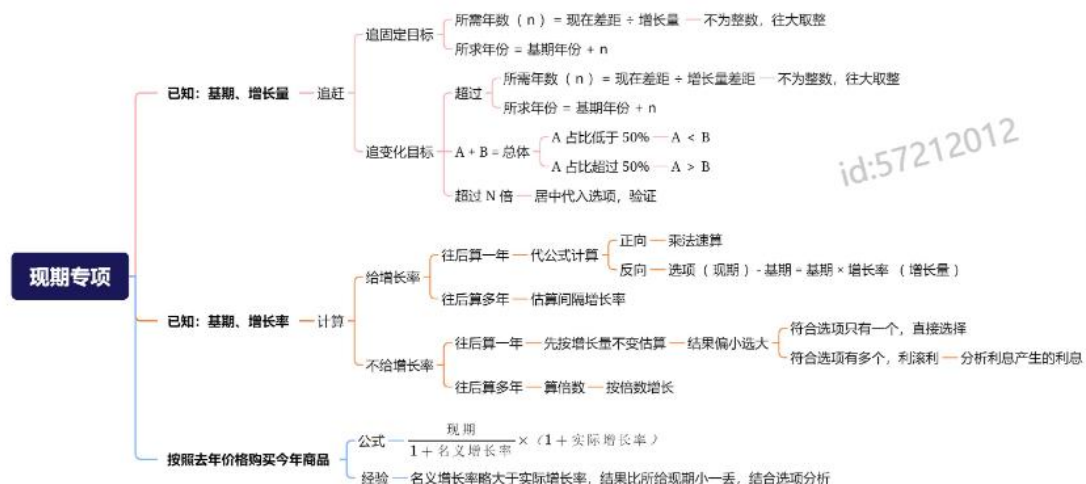 现期专项
已知：基期、增长量
追赶
追固定目标
所需年数（n）= 现在差距 ÷ 增长量
不为整数，往大取整
所求年份 = 基期年份 + n
追变化目标
超过
所需年数（n）= 现在差距 ÷ 增长量差距
不为整数，往大取整
所求年份 = 基期年份 + n
A + B = 总体
A 占比低于 50%
A < B
A 占比超过 50%
A > B
超过 N 倍
居中代入选项，验证
id:57212012
已知：基期、增长率
计算
给增长率
往后算一年
代公式计算
正向
乘法速算
反向
选项（现期）- 基期 = 基期 × 增长率 （增长量）
往后算多年
估算间隔增长率
不给增长率
往后算一年
先按增长量不变估算
结果偏小选大
符合选项只有一个，直接选择
符合选项有多个，利滚利
分析利息产生的利息
往后算多年
算倍数
按倍数增长
按照去年价格购买今年商品
公式
现期
1 + 名义增长率
×（1 + 实际增长率）
经验
名义增长率略大于实际增长率，结果比所给现期小一丢，结合选项分析